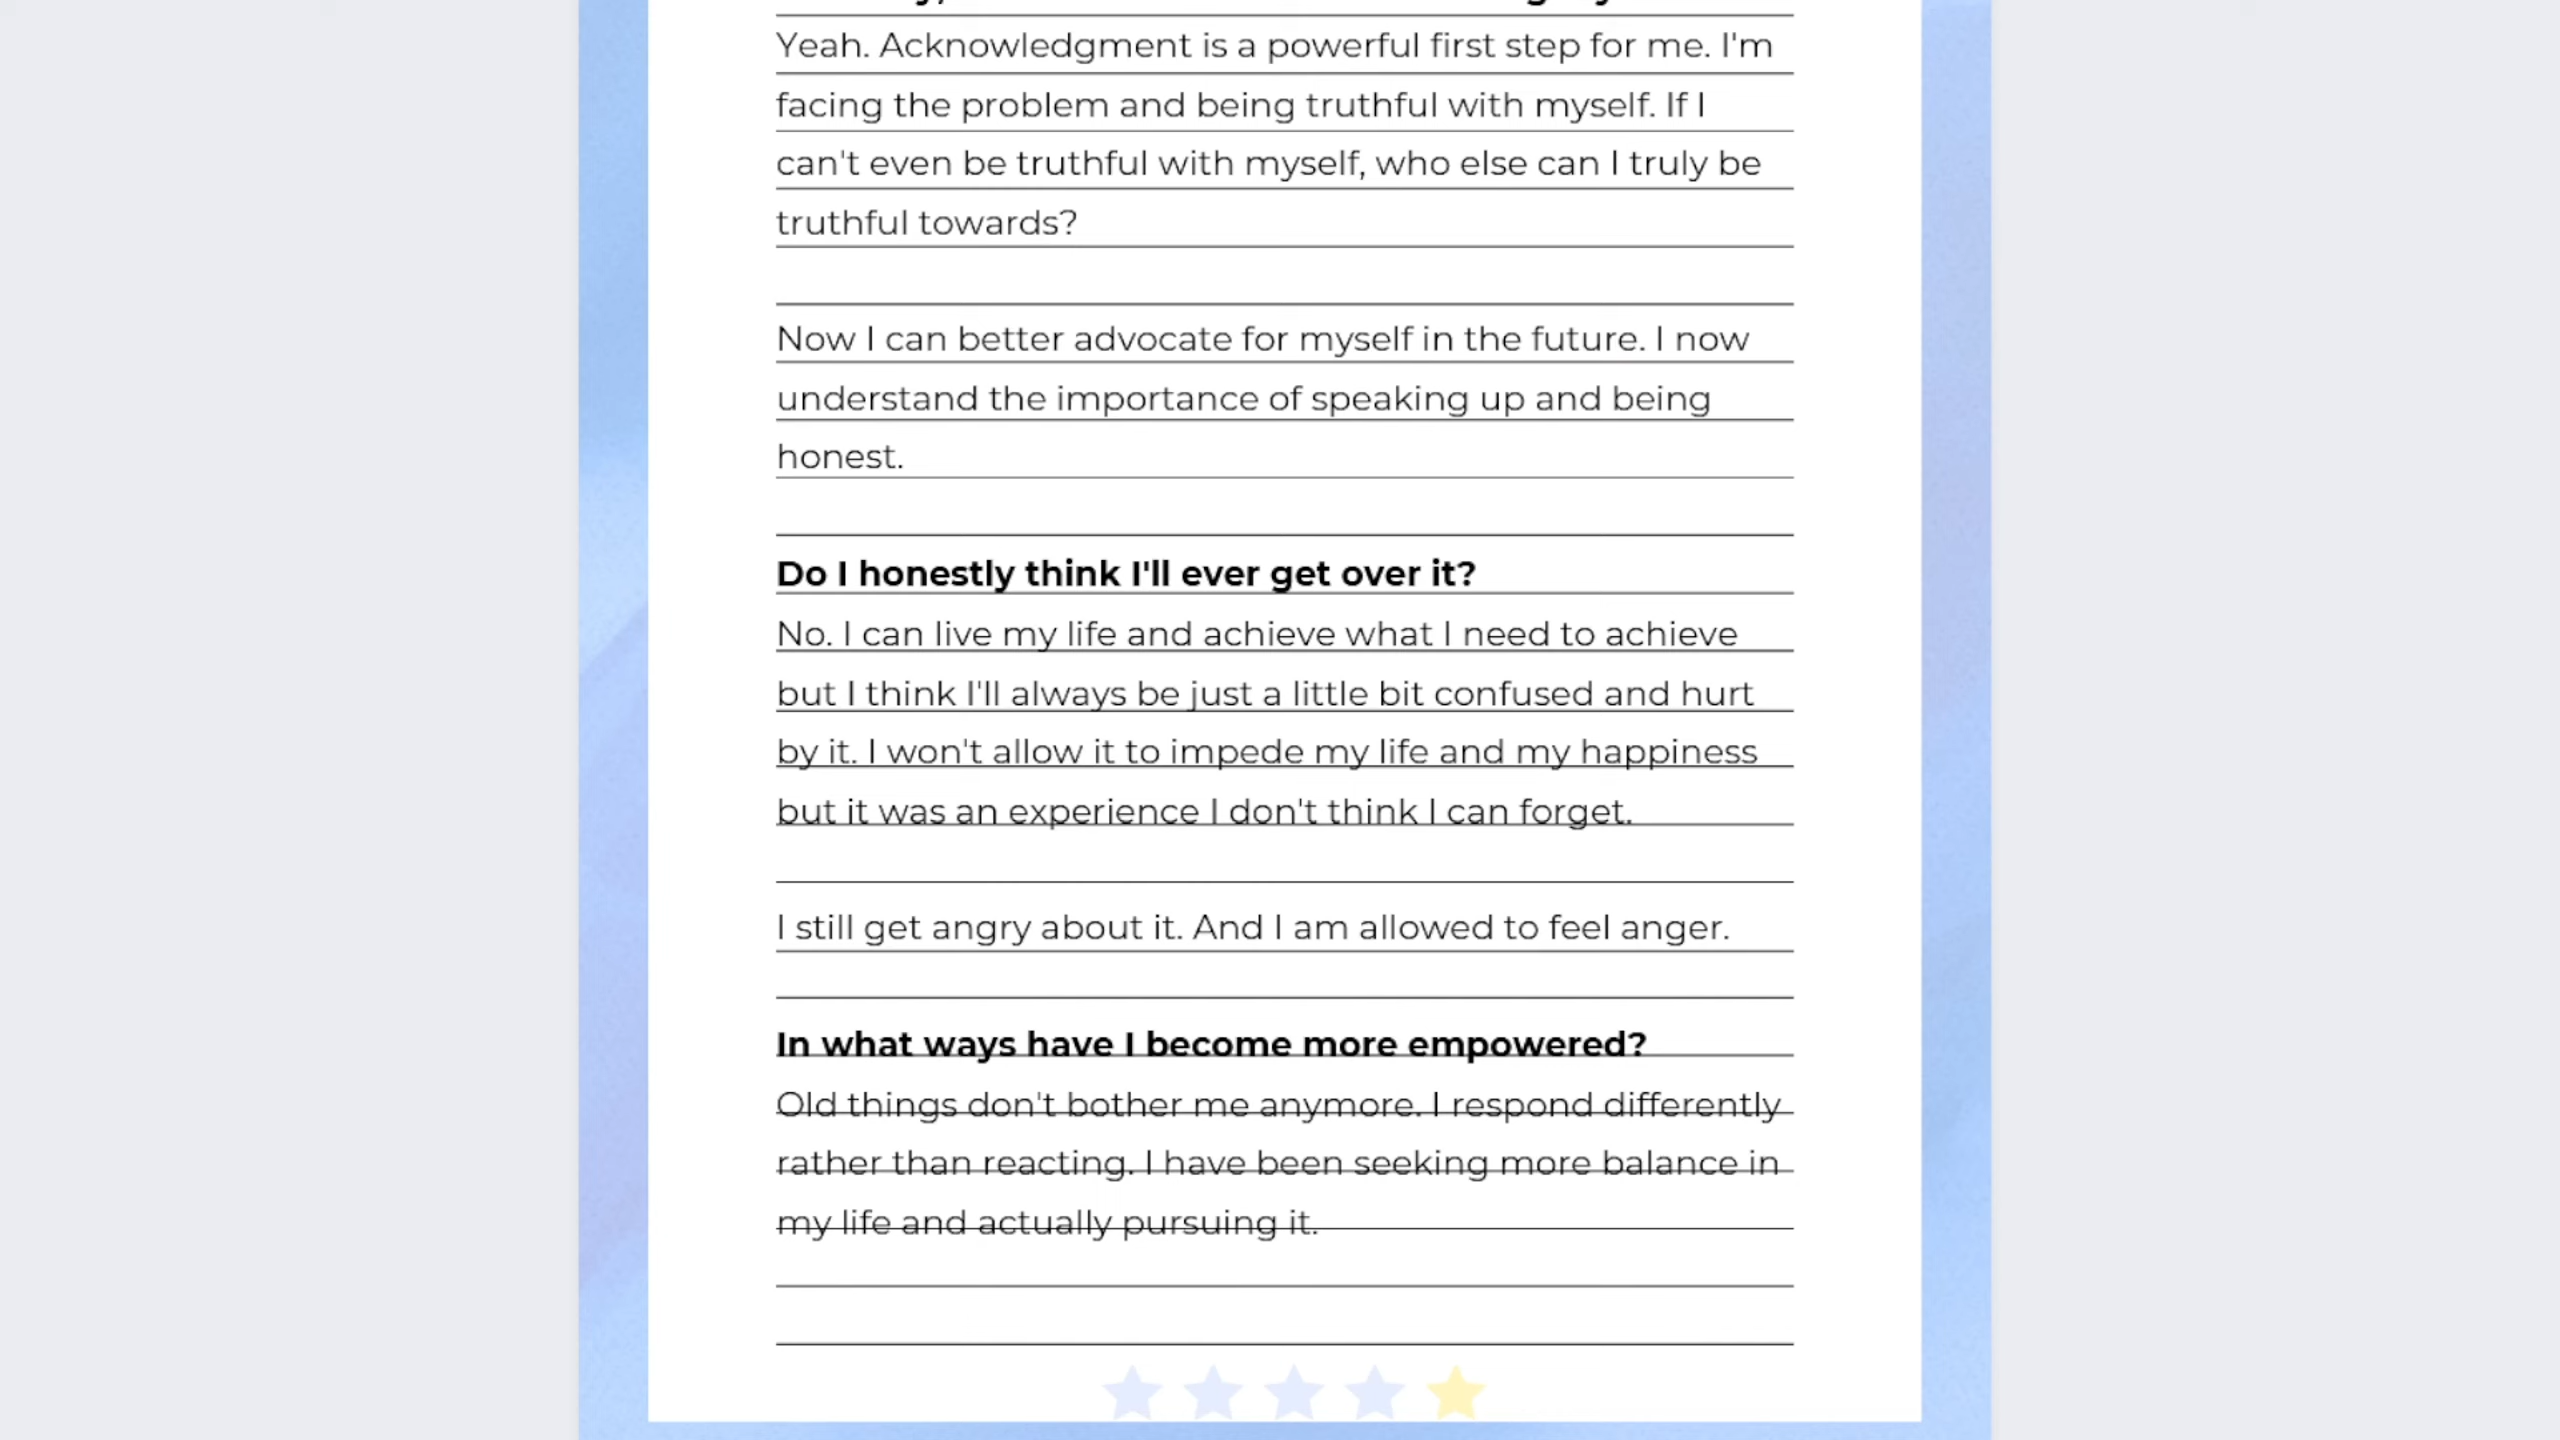 Yeah. Acknowledgment is a powerful first step for me. I'm
facing the problem and being truthful with myself. If I
can't even be truthful with myself, who else can I truly be
truthful towards?
Now I can better advocate for myself in the future. I now
understand the importance of speaking up and being
honest.
Do I honestly think I'll ever get over it?
No. I can live my life and achieve what I need to achieve
but I think I'll always be just a little bit confused and hurt
by it. I won't allow it to impede my life and my happiness
but it was an experience I don't think I can forget.
I still get angry about it. And I am allowed to feel anger.
In what ways have I become more empowered?
Old things don't bother me anymore. I respond differently
rather than reacting. I have been seeking more balance in
my life and actually pursuing it.